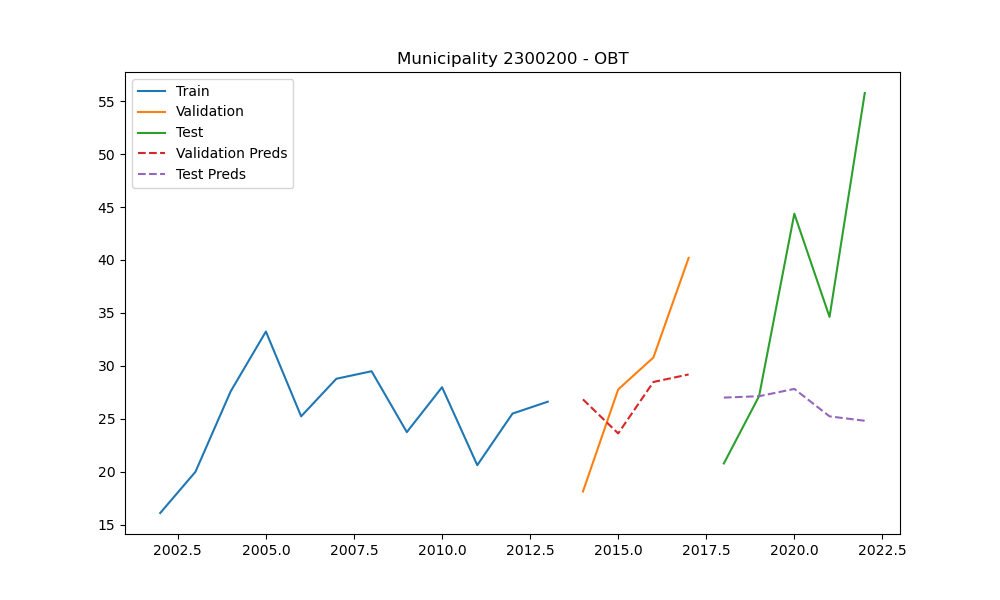 Municipality 2300200 - OBT
Train
Validation
Test
Validation Preds
Test Preds
55
50
45
40
35
30
25
20
15
2002.5 2005.0 2007.5 2010.0 2012.5 2015.0 2017.5 2020.0 2022.5